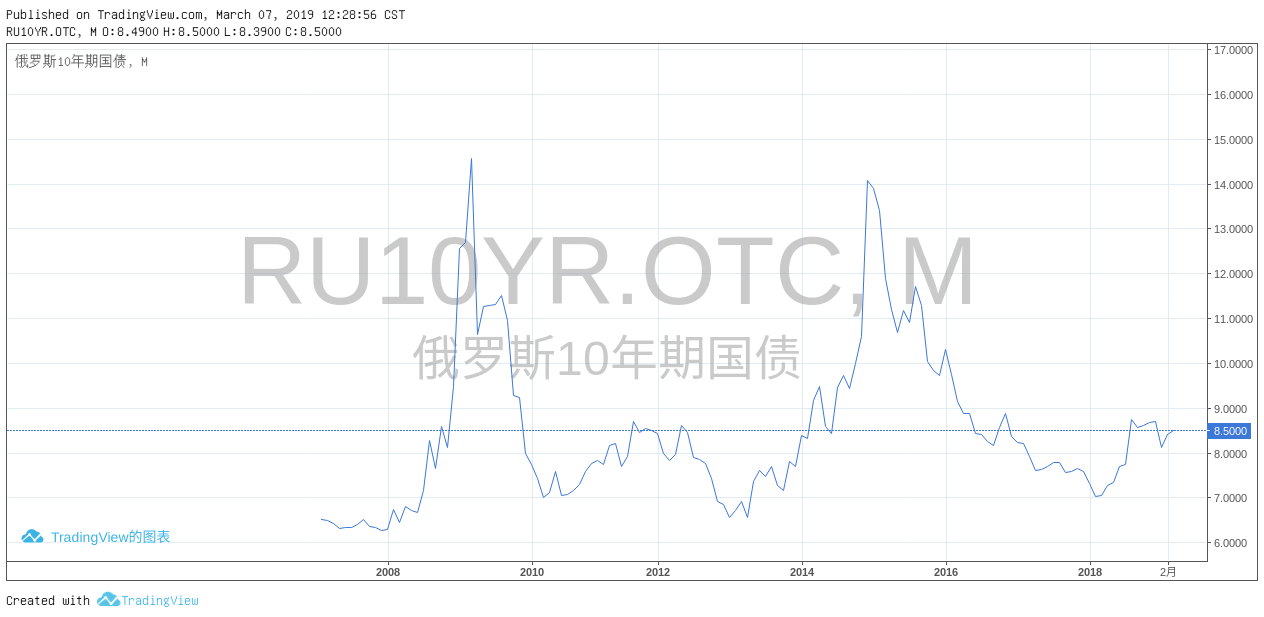 Published on TradingView.com, March 07, 2019 12:28:56 CST
RU10YR.OTC, M O:8.4900 H:8.5000 L:8.3900 C:8.5000
俄罗斯10年期国债, M
17.0000
16.0000
15.0000
14.0000
13.0000
12.0000
11.0000
10.0000
9.0000
8.5000
8.0000
7.0000
6.0000
RU10YR.OTC, M
俄罗斯10年期国债
TradingView的图表
2008 2010 2012 2014 2016 2018 2月
Created with TradingView